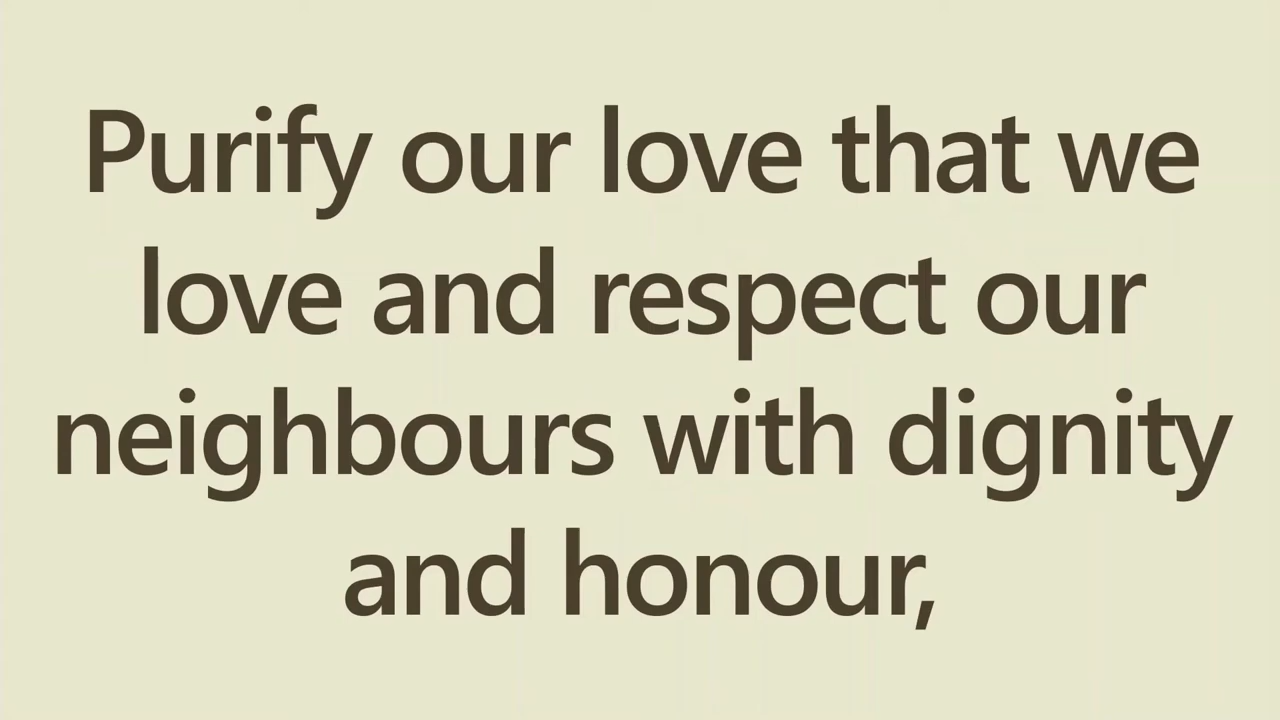 Purify our love that we
love and respect our
neighbours with dignity
and honour,